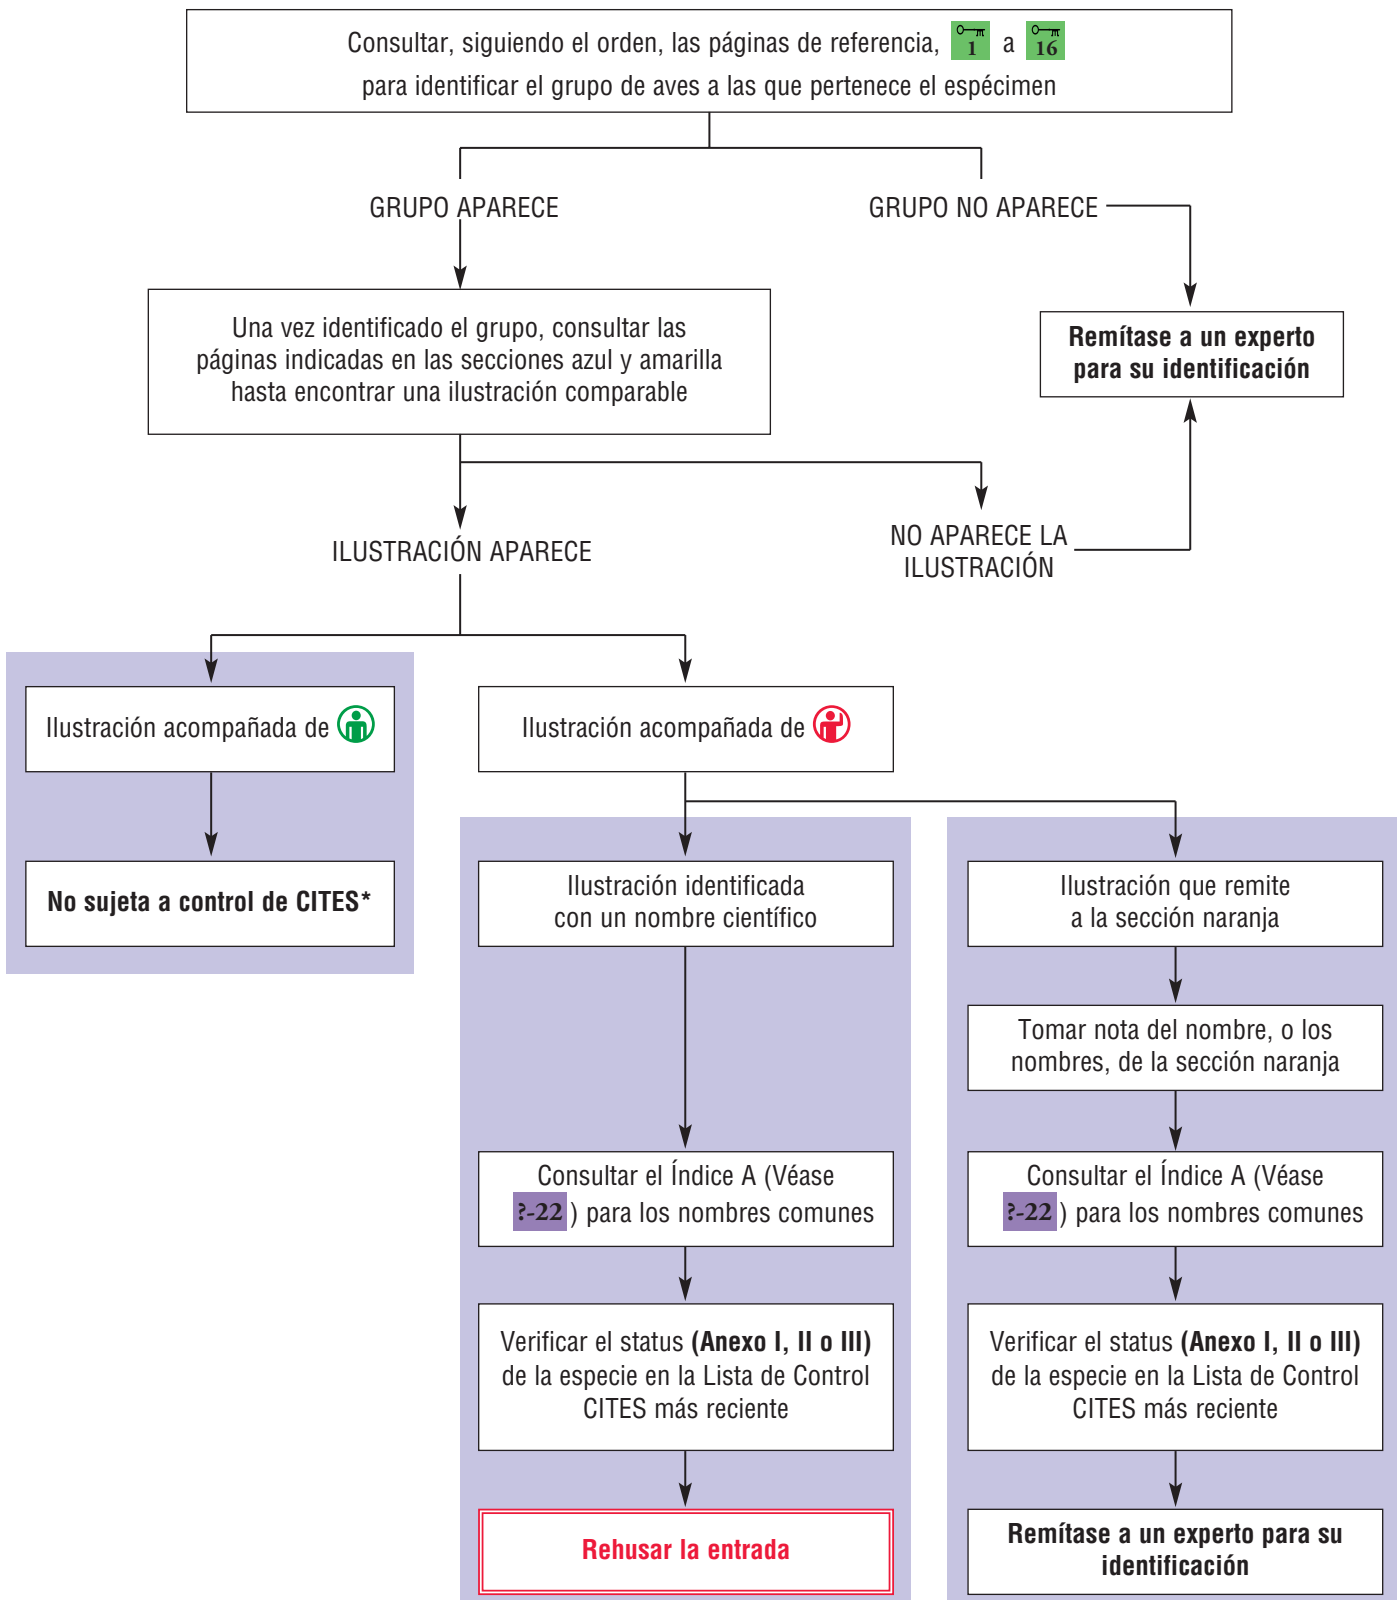 Consultar, siguiendo el orden, las páginas de referencia, 1 a 16
para identificar el grupo de aves a las que pertenece el espécimen
GRUPO APARECE
GRUPO NO APARECE
Una vez identificado el grupo, consultar las
páginas indicadas en las secciones azul y amarilla
hasta encontrar una ilustración comparable
Remítase a un experto
para su identificación
ILUSTRACIÓN APARECE
NO APARECE LA
ILUSTRACIÓN
Ilustración acompañada de
Ilustración acompañada de
No sujeta a control de CITES*
Ilustración identificada
con un nombre científico
Ilustración que remite
a la sección naranja
Tomar nota del nombre, o los
nombres, de la sección naranja
Consultar el Índice A (Véase
?-22 ) para los nombres comunes
Consultar el Índice A (Véase
?-22 ) para los nombres comunes
Verificar el status (Anexo I, II o III)
de la especie en la Lista de Control
CITES más reciente
Verificar el status (Anexo I, II o III)
de la especie en la Lista de Control
CITES más reciente
Rehusar la entrada
Remítase a un experto para su
identificación